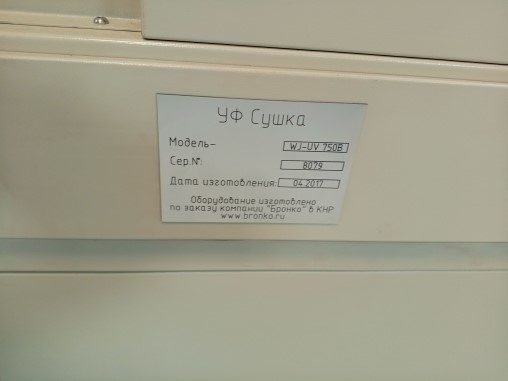 УФ Сушка
Модель- WJ-UV 750B
Сер.№: 8079
Дата изготовления: 04.2017
Оборудование изготовлено
по заказу компании "Бронко" в КНР
www.bronko.ru